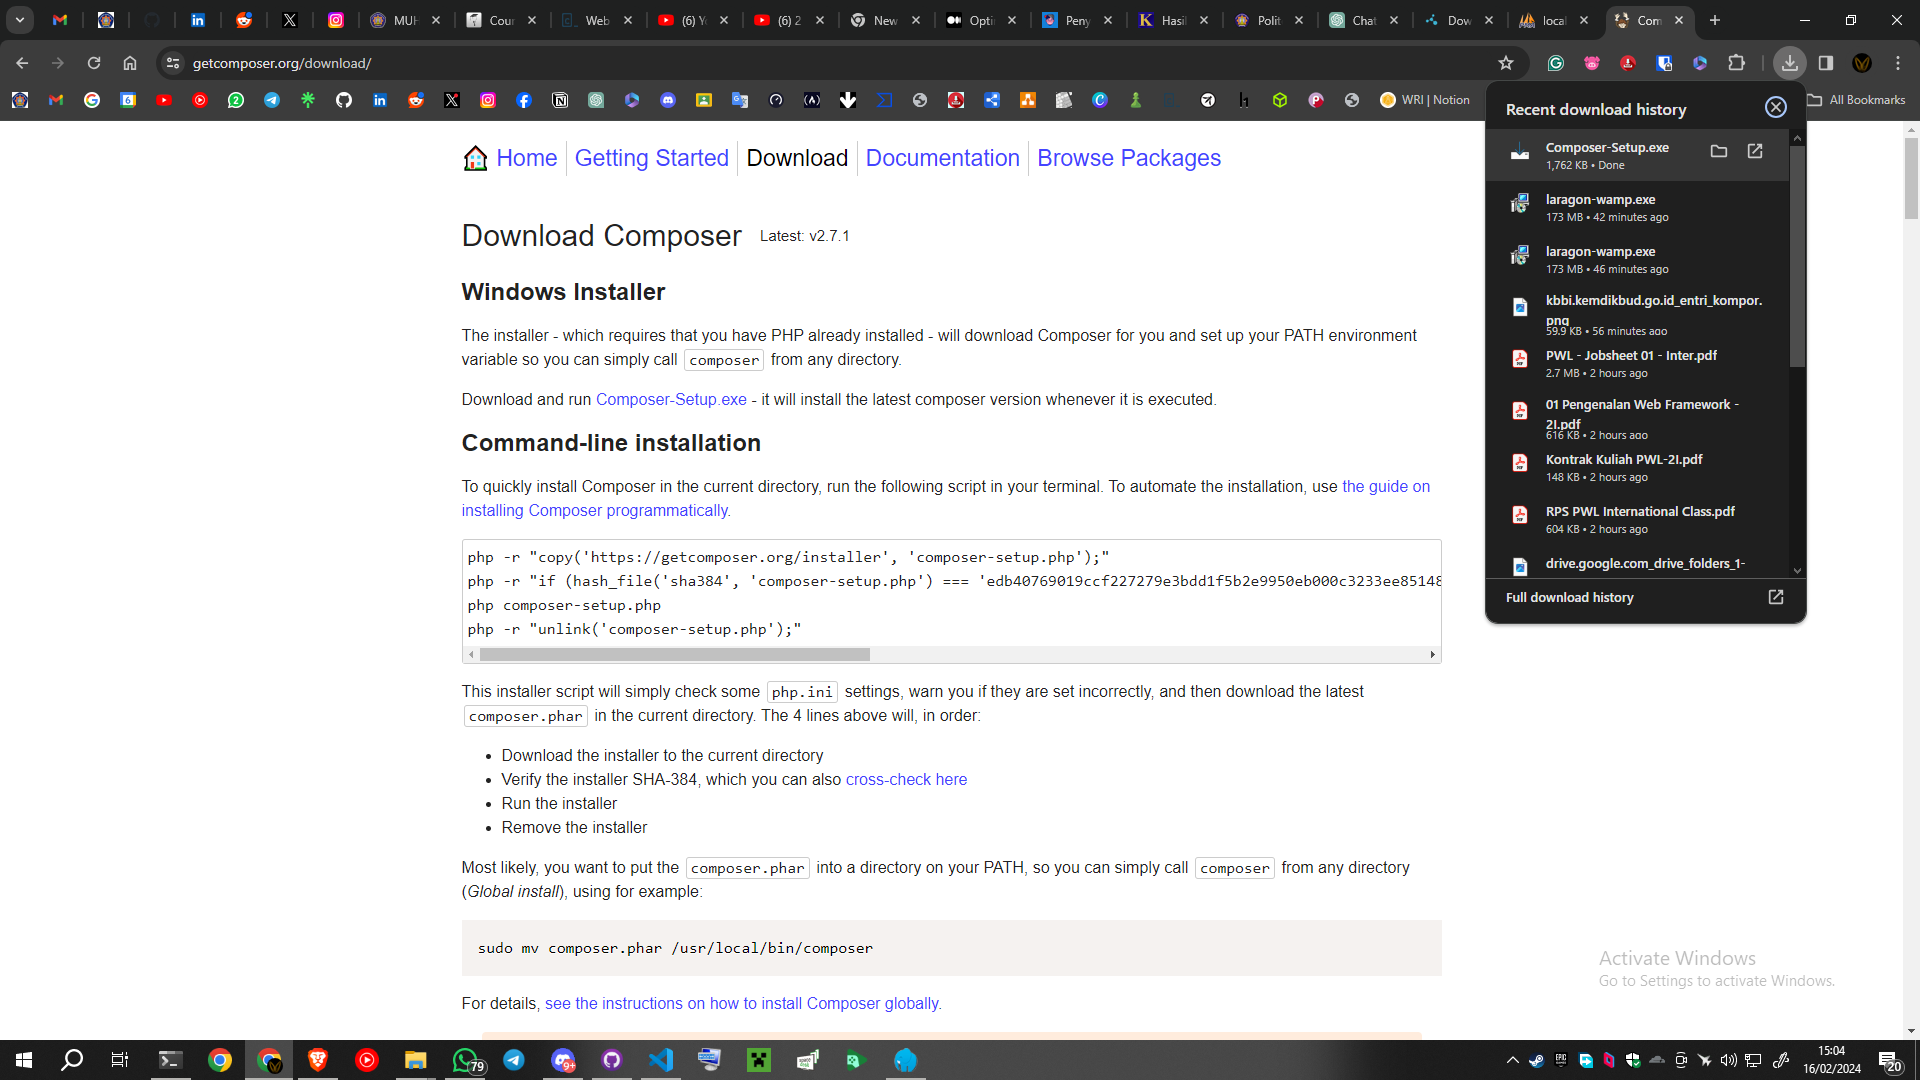 MUH
Cour
Web
(6) Y
(6) 2
New
Opti
Peny
Hasil
Polit
Chat
Dow
local
Com
getcomposer.org/download/
WRI | Notion
All Bookmarks
Home
Getting Started
Download
Documentation
Browse Packages
Download Composer Latest: v2.7.1
Windows Installer
The installer - which requires that you have PHP already installed - will download Composer for you and set up your PATH environment
variable so you can simply call composer from any directory.
Download and run Composer-Setup.exe - it will install the latest composer version whenever it is executed.
Command-line installation
To quickly install Composer in the current directory, run the following script in your terminal. To automate the installation, use the guide on
installing Composer programmatically.
php -r "copy('https://getcomposer.org/installer', 'composer-setup.php');"
php -r "if (hash_file('sha384', 'composer-setup.php') === 'edb40769019ccf227279e3bdd1f5b2e9950eb000c3233ee85148
php composer-setup.php
php -r "unlink('composer-setup.php');"
This installer script will simply check some php.ini settings, warn you if they are set incorrectly, and then download the latest
composer.phar in the current directory. The 4 lines above will, in order:
• Download the installer to the current directory
• Verify the installer SHA-384, which you can also cross-check here
• Run the installer
• Remove the installer
Most likely, you want to put the composer.phar into a directory on your PATH, so you can simply call composer from any directory
(Global install), using for example:
sudo mv composer.phar /usr/local/bin/composer
For details, see the instructions on how to install Composer globally.
Recent download history
Composer-Setup.exe
1,762 KB • Done
laragon-wamp.exe
173 MB • 42 minutes ago
laragon-wamp.exe
173 MB • 46 minutes ago
kbbi.kemdikbud.go.id_entri_kompor.
png
59.9 KB • 56 minutes ago
PWL - Jobsheet 01 - Inter.pdf
2.7 MB • 2 hours ago
01 Pengenalan Web Framework -
2I.pdf
616 KB • 2 hours ago
Kontrak Kuliah PWL-2I.pdf
148 KB • 2 hours ago
RPS PWL International Class.pdf
604 KB • 2 hours ago
drive.google.com_drive_folders_1-
Full download history
Activate Windows
Go to Settings to activate Windows.
79
9+
15:04
16/02/2024
20